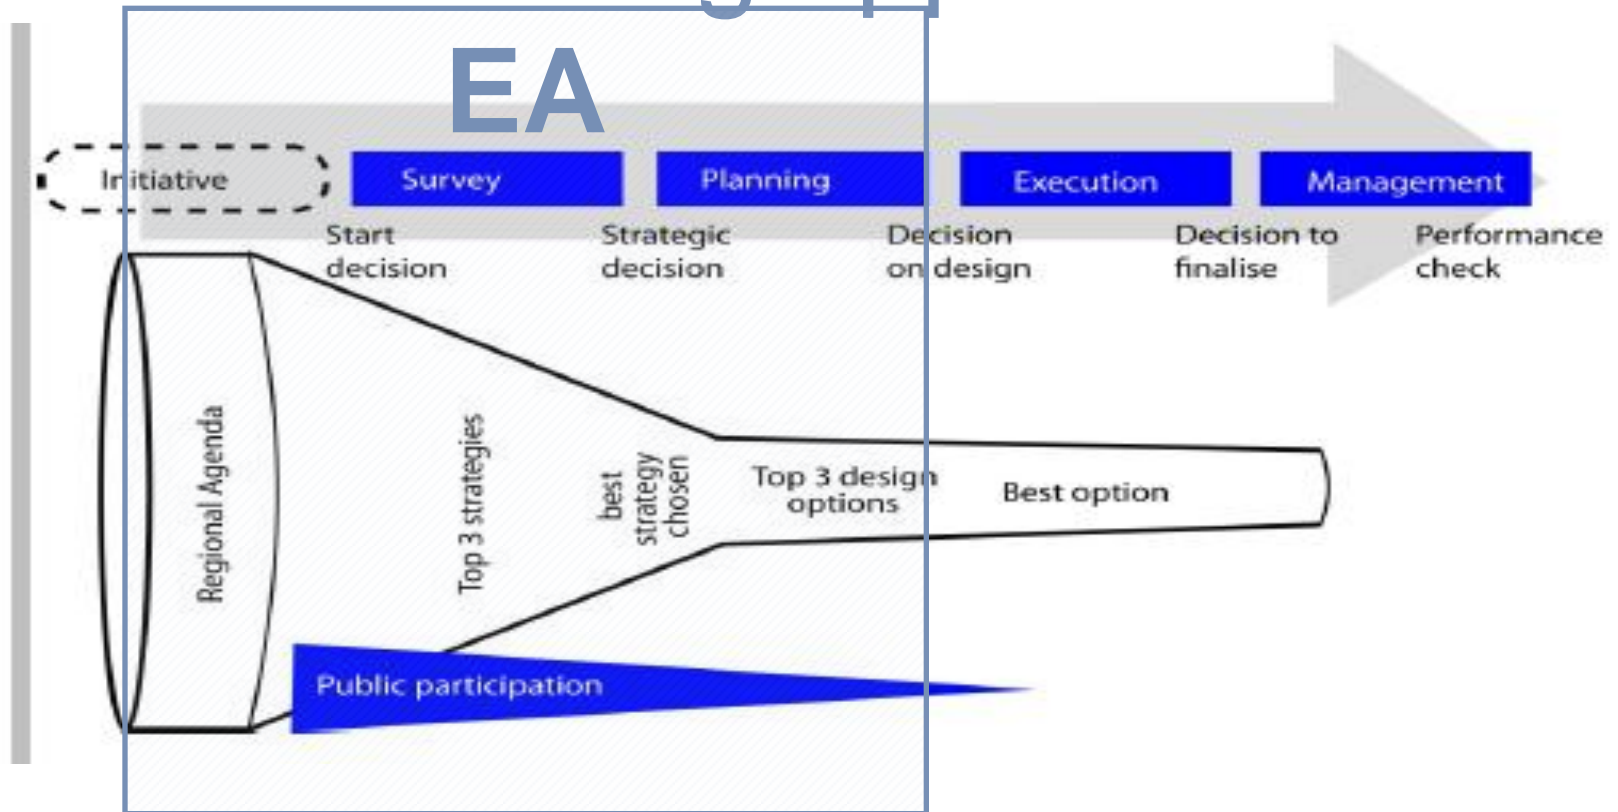 EA
Initiative
Survey
Planning
Execution
Management
Start
decision
Strategic
decision
Decision
on design
Decision to
finalise
Performance
check
Regional Agenda
Top 3 strategies
best
strategy
chosen
Top 3 design
options
Best option
Public participation